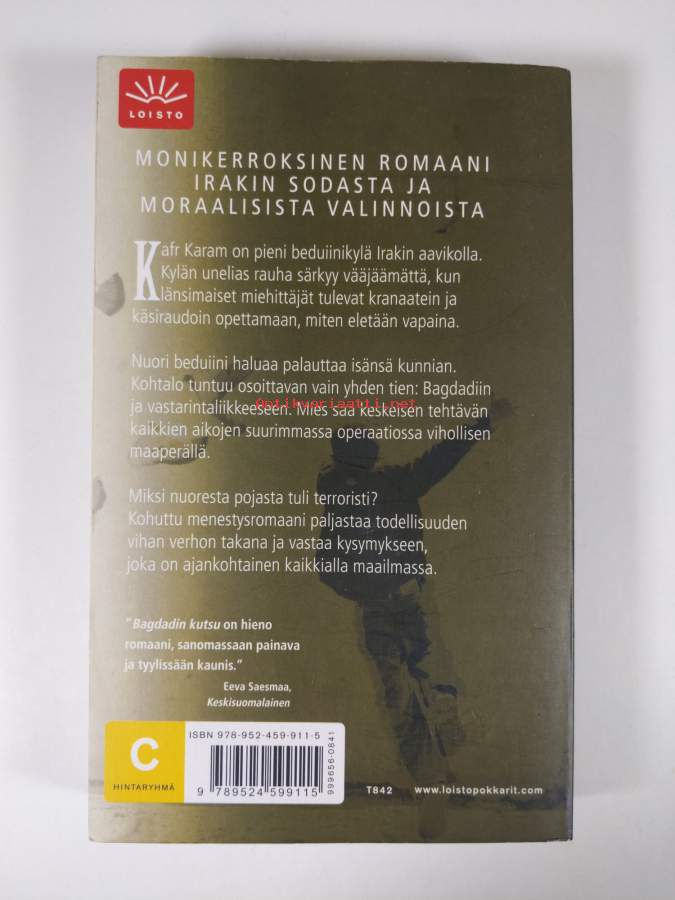 LOISTO
MONIKERROKSINEN ROMAANI
IRAKIN SODASTA JA
MORAALISISTA VALINNOISTA
Kafr Karam on pieni beduiinikylä Irakin aavikolla.
Kylän unelias rauha särkyy vääjäämättä, kun
länsimaiset miehittäjät tulevat kranaatein ja
käsiraudoin opettamaan, miten eletään vapaina.
Nuori beduiini haluaa palauttaa isänsä kunnian.
Kohtalo tuntuu osoittavan vain yhden tien: Bagdadiin
Antikvariaatti.net
ja vastarintaliikkeeseen. Mies saa keskeisen tehtävän
kaikkien aikojen suurimmassa operaatiossa vihollisen
maaperällä.
Miksi nuoresta pojasta tuli terroristi?
Kohuttu menestysromaani paljastaa todellisuuden
vihan verhon takana ja vastaa kysymykseen,
joka on ajankohtainen kaikkialla maailmassa.
"Bagdadin kutsu on hieno
romaani, sanomassaan painava
ja tyylissään kaunis."
Eeva Saesmaa,
Keskisuomalainen
C
HINTARYHMÄ
ISBN 978-952-459-911-5
9 789524 599115
999656-0841
T842
www.loistopokkarit.com